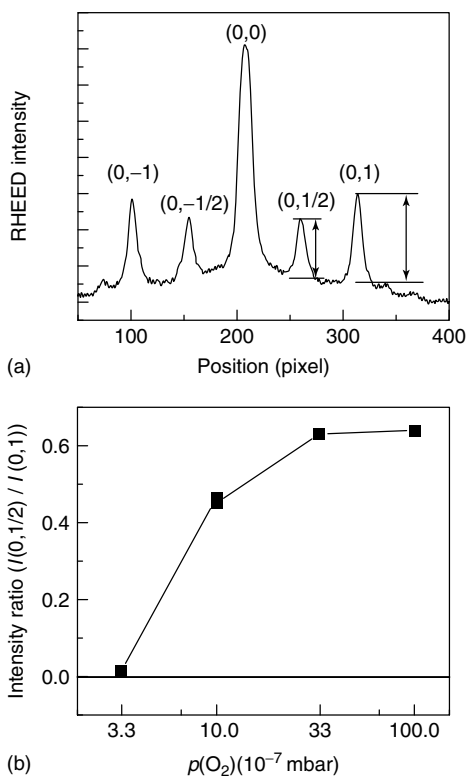 (a)
RHEED intensity
(0,−1)
(0,−1/2)
(0,0)
(0,1/2)
(0,1)
100 200 300 400
Position (pixel)
(b)
Intensity ratio (I(0,1/2) / I(0,1))
0.6
0.4
0.2
0.0
3.3 10.0 33 100.0
p(O₂)(10⁻⁷ mbar)